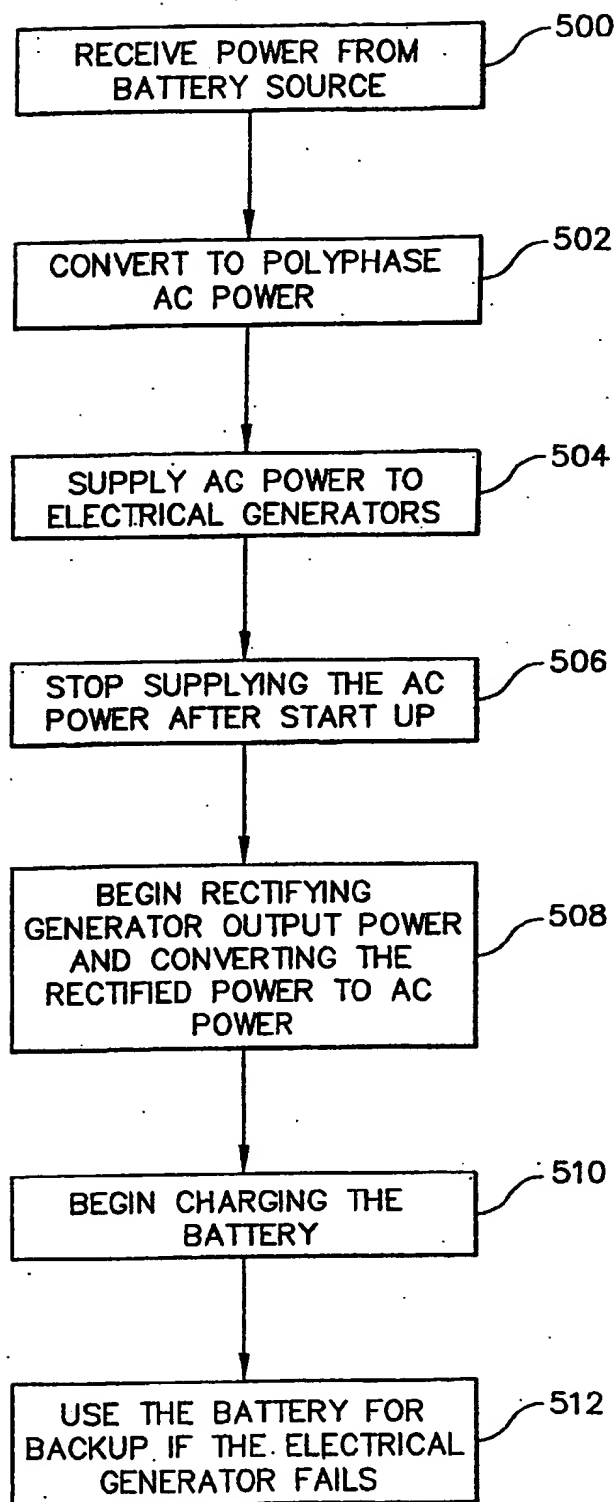 RECEIVE POWER FROM
BATTERY SOURCE
500
CONVERT TO POLYPHASE
AC POWER
502
SUPPLY AC POWER TO
ELECTRICAL GENERATORS
504
STOP SUPPLYING THE AC
POWER AFTER START UP
506
BEGIN RECTIFYING
GENERATOR OUTPUT POWER
AND CONVERTING THE
RECTIFIED POWER TO AC
POWER
508
BEGIN CHARGING THE
BATTERY
510
USE THE BATTERY FOR
BACKUP IF THE ELECTRICAL
GENERATOR FAILS
512